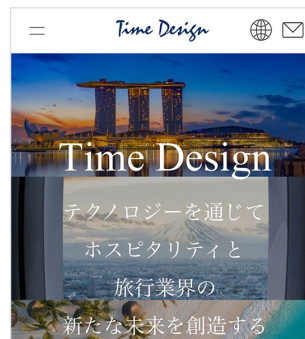 Time Design
Time Design
テクノロジーを通じて
ホスピタリティと
旅行業界の
新たな未来を創造する